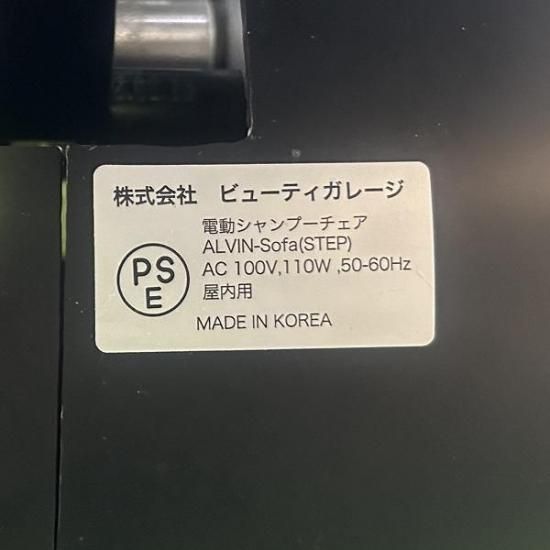 株式会社 ビューティガレージ
電動シャンプーチェア
ALVIN-Sofa(STEP)
AC 100V,110W ,50-60Hz
屋内用
PS
E
MADE IN KOREA